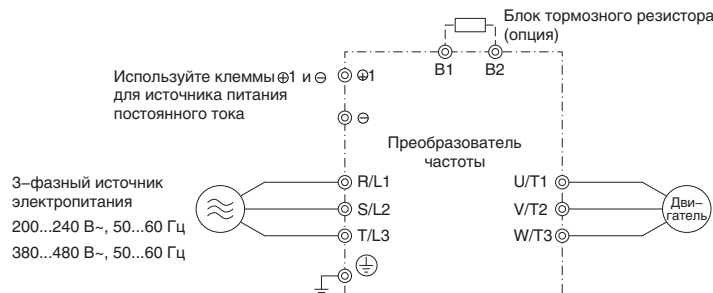 Блок тормозного резистора
(опция)
B1
B2
Используйте клеммы ⊕1 и ⊖
для источника питания
постоянного тока
⊕1
⊖
Преобразователь
частоты
3–фазный источник
электропитания
200...240 В~, 50...60 Гц
380...480 В~, 50...60 Гц
R/L1
S/L2
T/L3
U/T1
V/T2
W/T3
Дви–
гатель